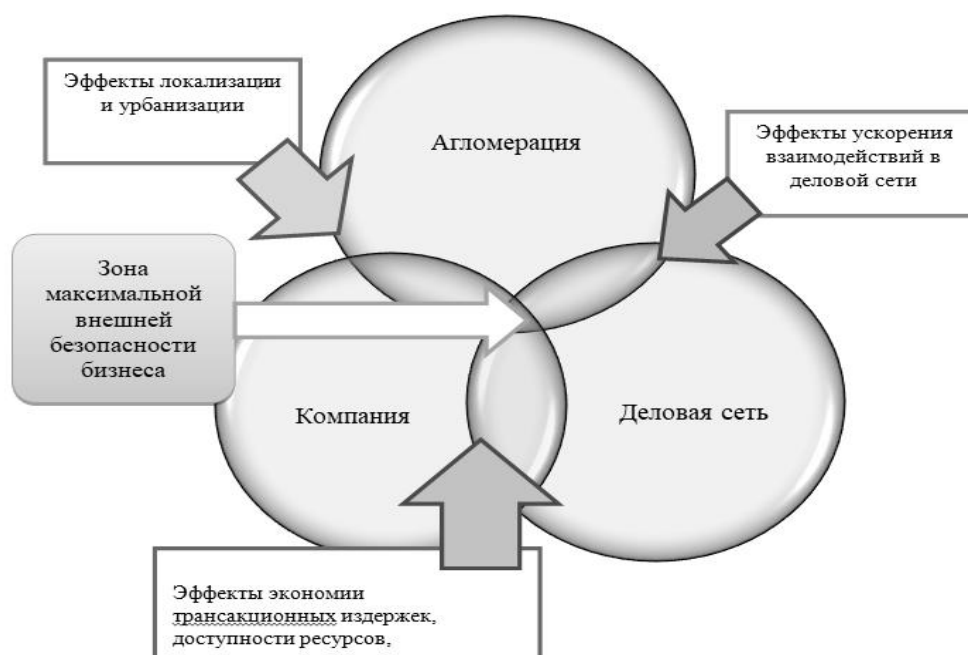 Эффекты локализации
и урбанизации
Агломерация
Эффекты ускорения
взаимодействий в
деловой сети
Зона
максимальной
внешней
безопасности
бизнеса
Компания
Деловая сеть
Эффекты экономии
трансакционных издержек,
доступности ресурсов,